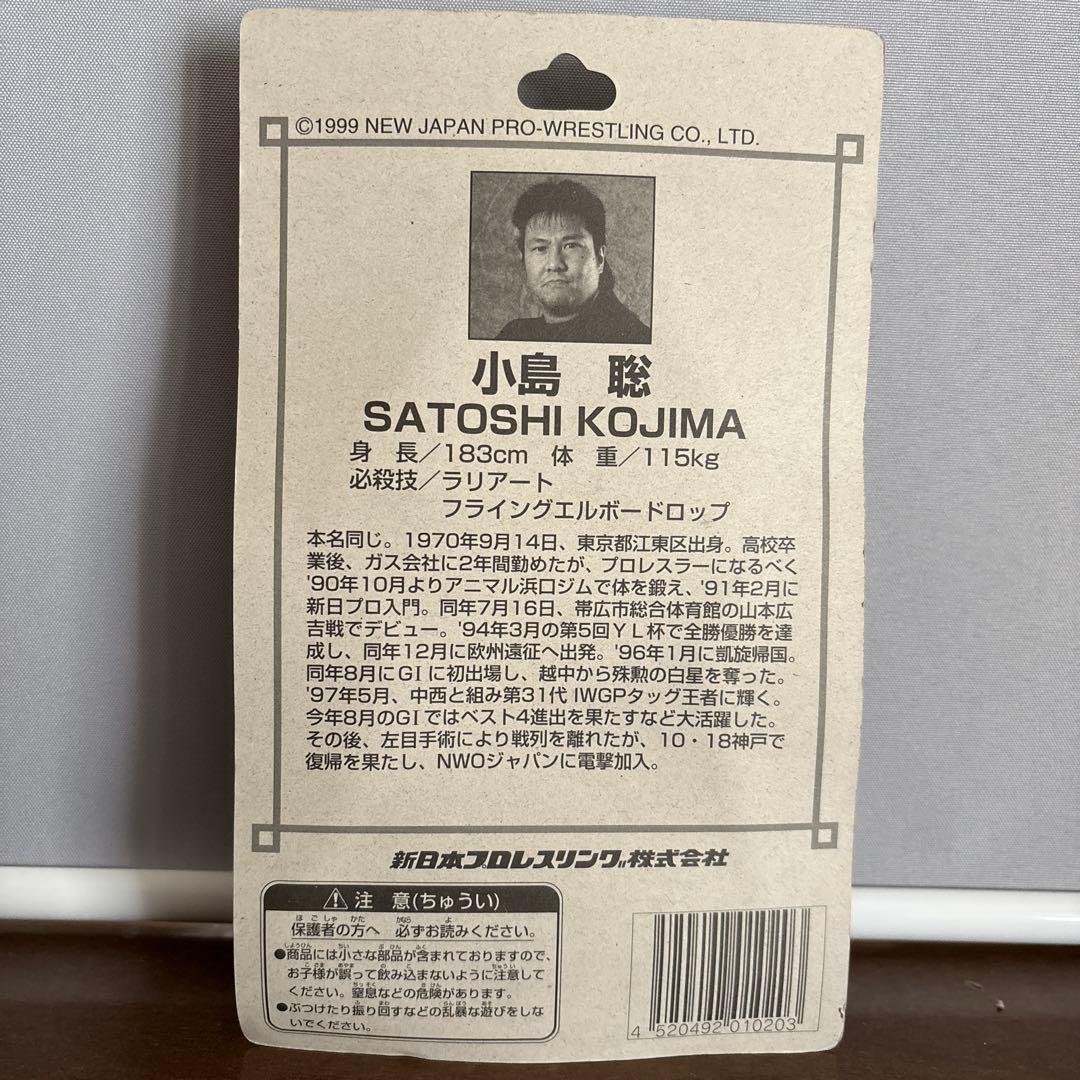 ©1999 NEW JAPAN PRO-WRESTLING CO., LTD.
小島　聡
SATOSHI KOJIMA
身　長／183cm　体　重／115kg
必殺技／ラリアート
フライングエルボードロップ
本名同じ。1970年9月14日、東京都江東区出身。高校卒
業後、ガス会社に2年間勤めたが、プロレスラーになるべく
'90年10月よりアニマル浜口ジムで体を鍛え、'91年2月に
新日プロ入門。同年7月16日、帯広市総合体育館の山本広
吉戦でデビュー。'94年3月の第5回ＹＬ杯で全勝優勝を達
成し、同年12月に欧州遠征へ出発。'96年1月に凱旋帰国。
同年8月にGIに初出場し、越中から殊勲の白星を奪った。
'97年5月、中西と組み第31代 IWGPタッグ王者に輝く。
今年8月のGIではベスト4進出を果たすなど大活躍した。
その後、左目手術により戦列を離れたが、10・18神戸で
復帰を果たし、NWOジャパンに電撃加入。
新日本プロレスリング株式会社
注　意(ちゅうい)
保護者の方へ　必ずお読みください。
●商品には小さな部品が含まれておりますので、
お子様が誤って飲み込まないように注意して
ください。窒息などの危険があります。
●ぶつけたり振り回すなどの乱暴な遊びをしな
いでください。
4 520492 010203